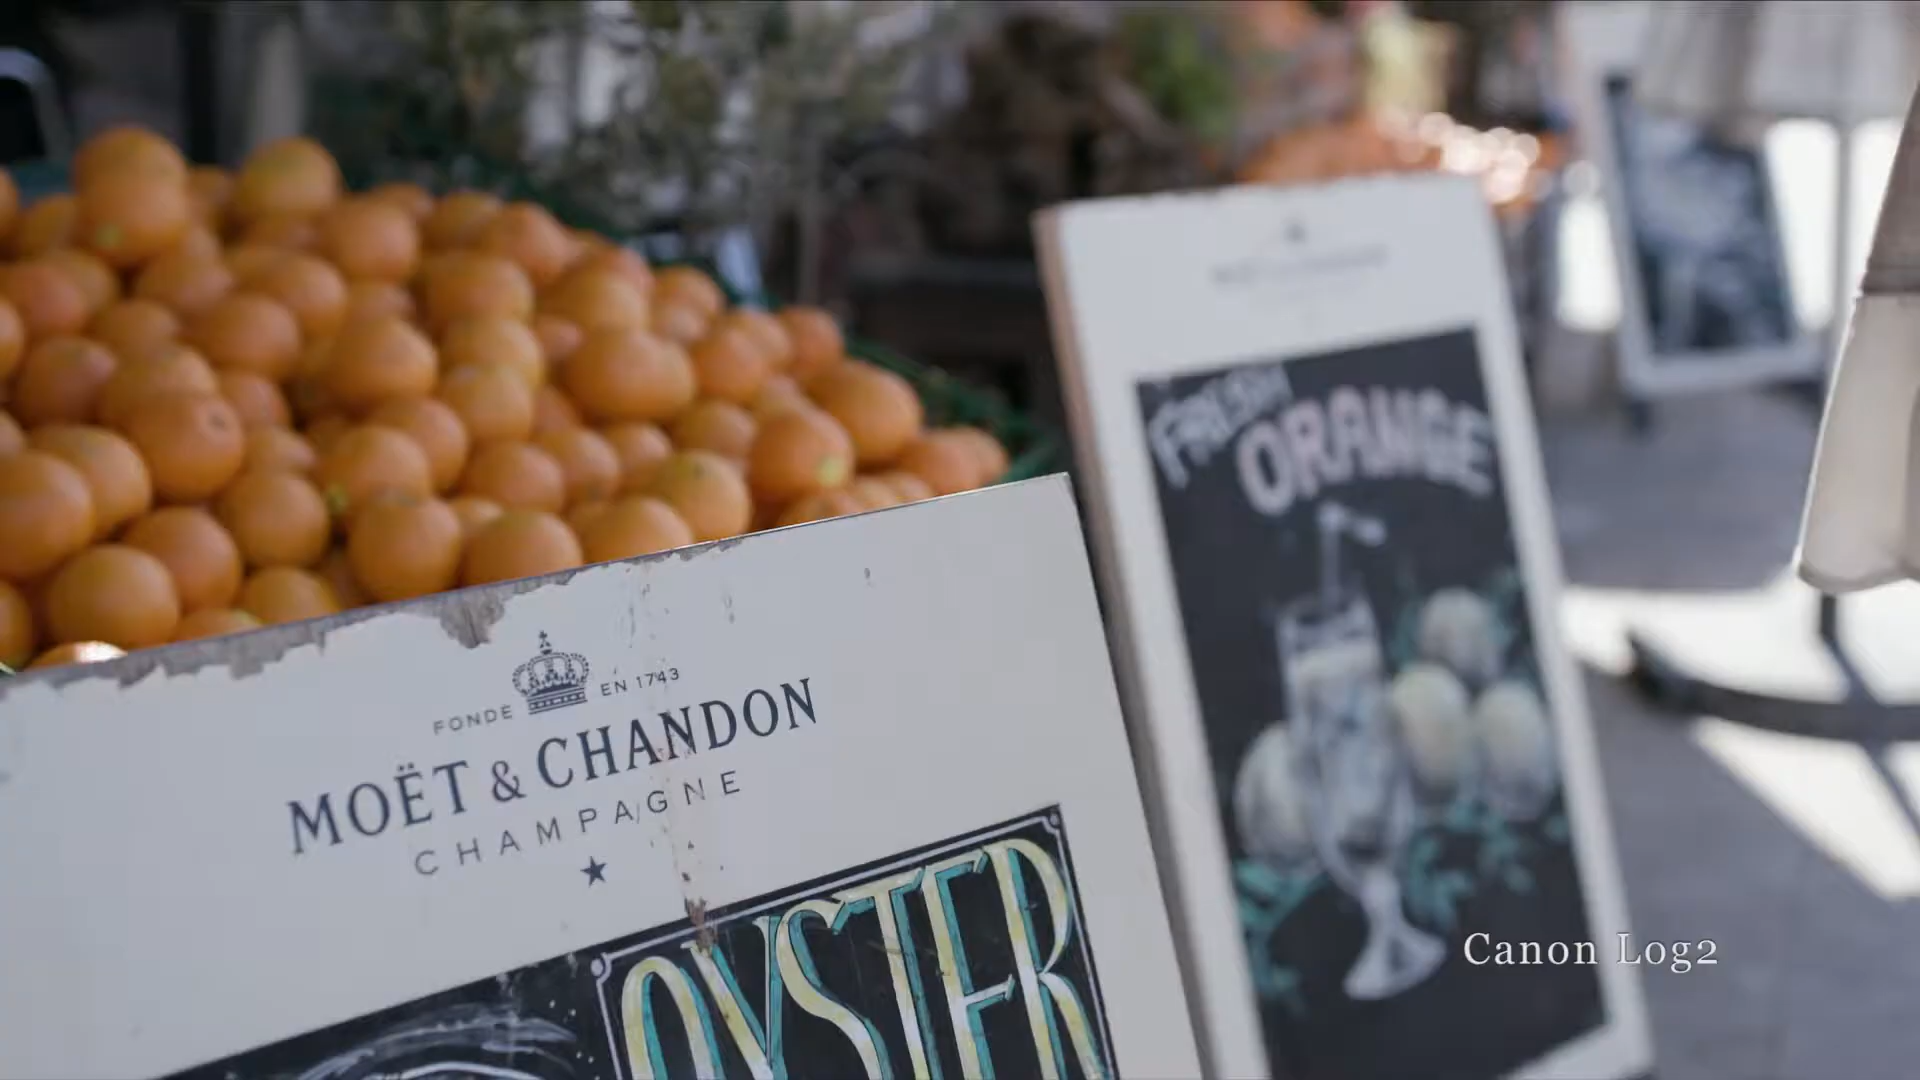 FRESH
ORANGE
FONDE EN 1743
MOËT & CHANDON
CHAMPAGNE
OYSTER
Canon Log2